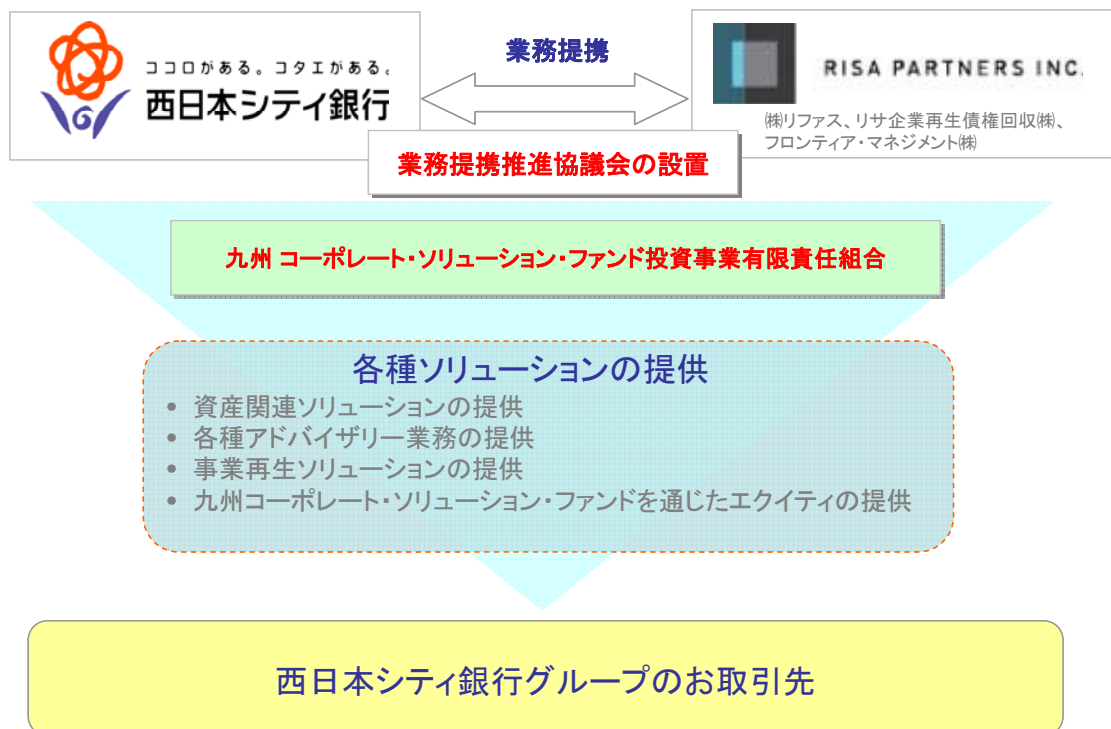 業務提携
ココロがある。コタエがある。
西日本シティ銀行
RISA PARTNERS INC.
㈱リファス、リサ企業再生債権回収㈱、
フロンティア・マネジメント㈱
業務提携推進協議会の設置
九州 コーポレート・ソリューション・ファンド投資事業有限責任組合
各種ソリューションの提供
• 資産関連ソリューションの提供
• 各種アドバイザリー業務の提供
• 事業再生ソリューションの提供
• 九州コーポレート・ソリューション・ファンドを通じたエクイティの提供
西日本シティ銀行グループのお取引先